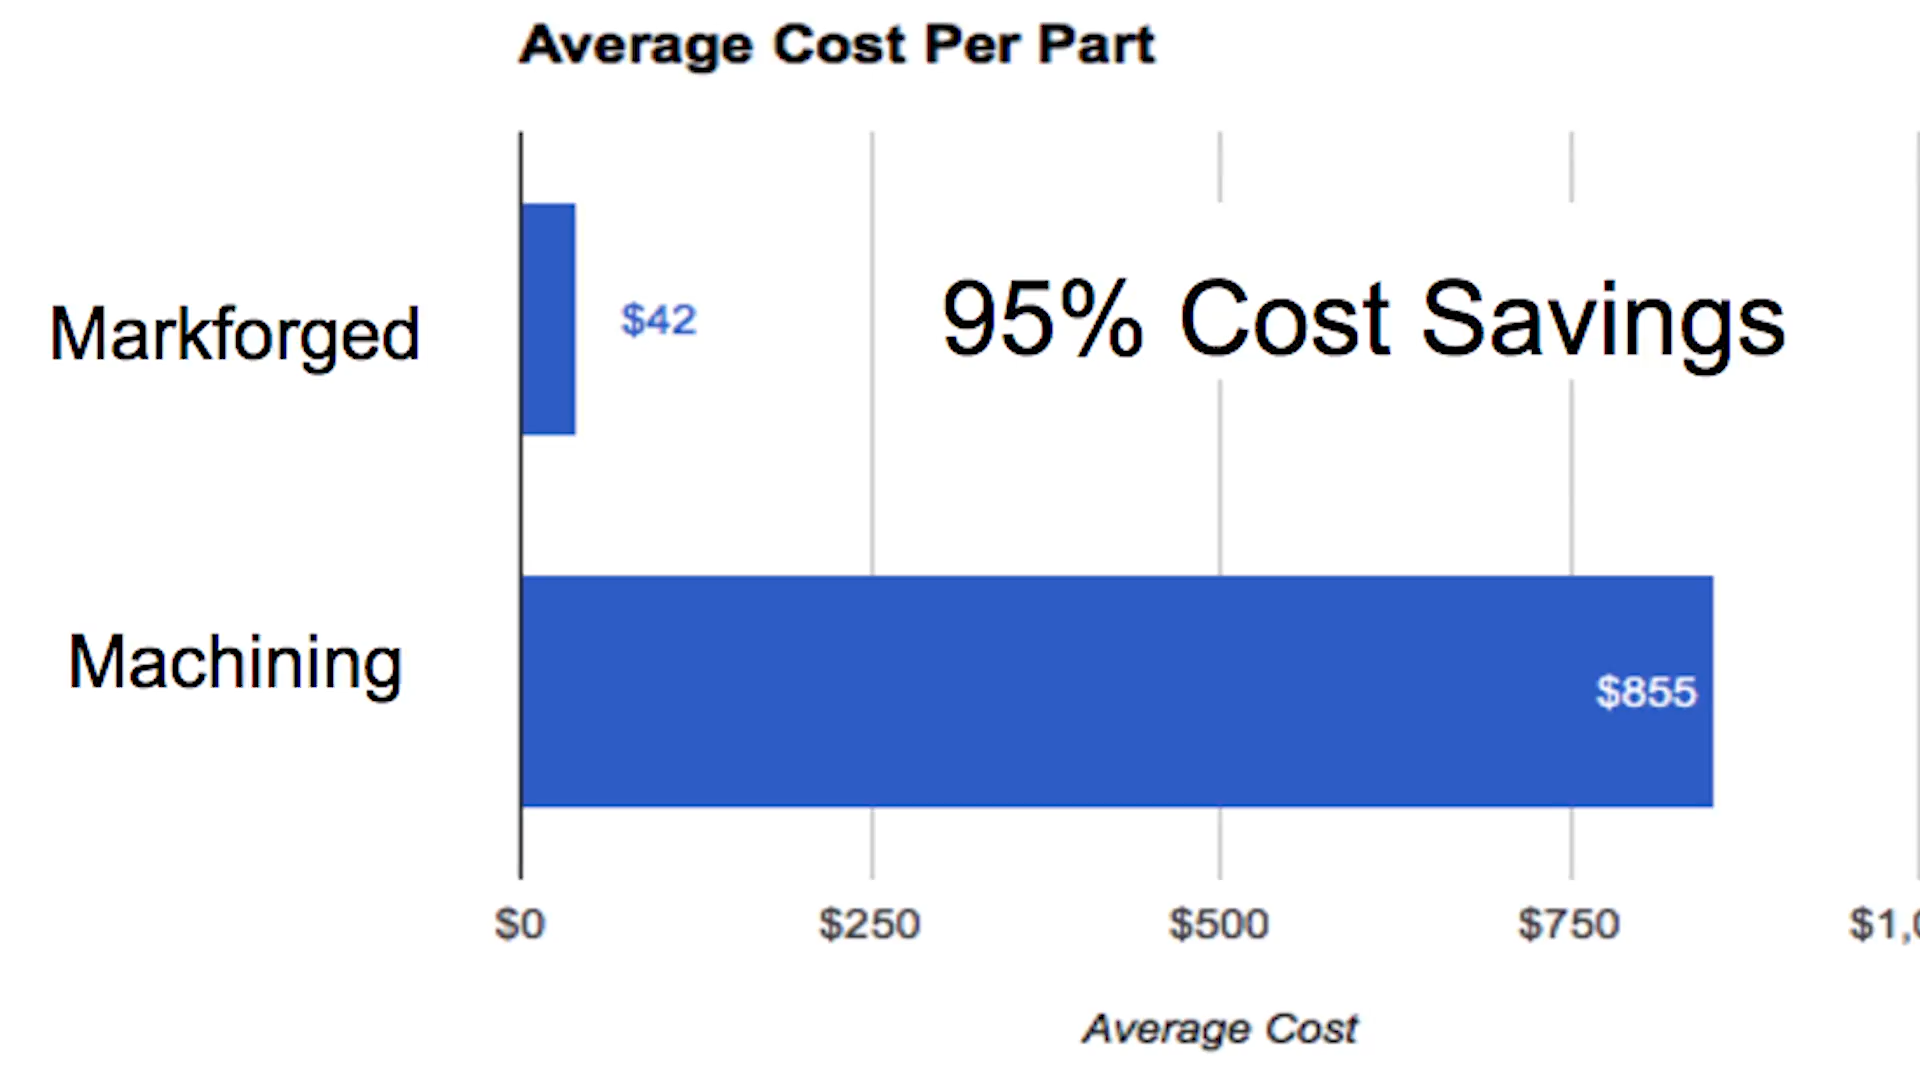 Average Cost Per Part
Markforged
$42
95% Cost Savings
Machining
$855
$0 $250 $500 $750
Average Cost